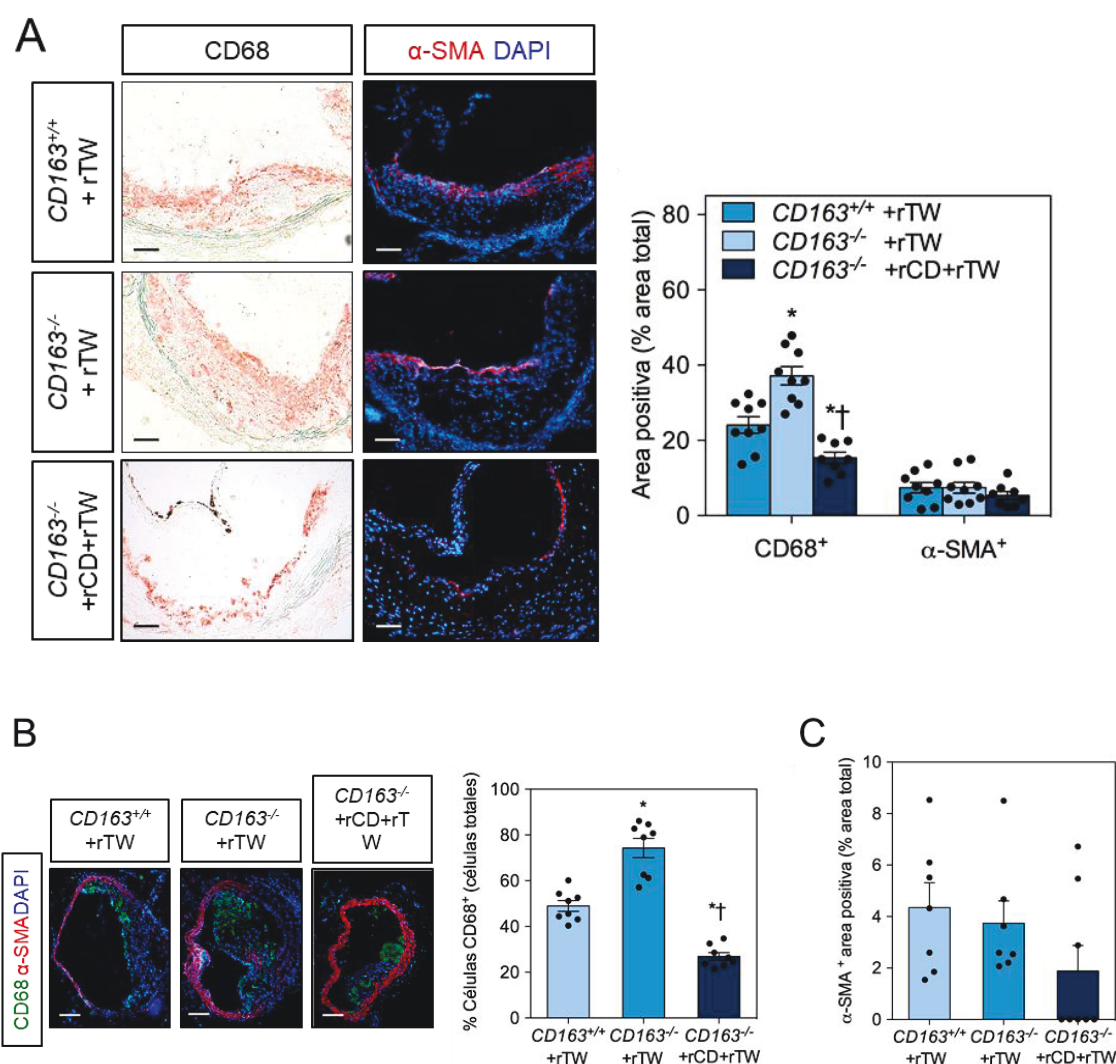 A
CD68
α-SMA DAPI
CD163+/+
+ rTW
CD163-/-
+ rTW
CD163-/-
+rCD+rTW
Area positiva (% area total)
80
60
40
20
0
CD163+/+ +rTW
CD163-/- +rTW
CD163-/- +rCD+rTW
*
*†
CD68+
α-SMA+
B
CD68 α-SMA DAPI
CD163+/+
+rTW
CD163-/-
+rTW
CD163-/-
+rCD+rT
W
% Células CD68+ (células totales)
100
80
60
40
20
0
*
*†
CD163+/+
+rTW
CD163-/-
+rTW
CD163-/-
+rCD+rTW
C
α-SMA + area positiva (% area total)
10
8
6
4
2
0
CD163+/+
+rTW
CD163-/-
+rTW
CD163-/-
+rCD+rTW